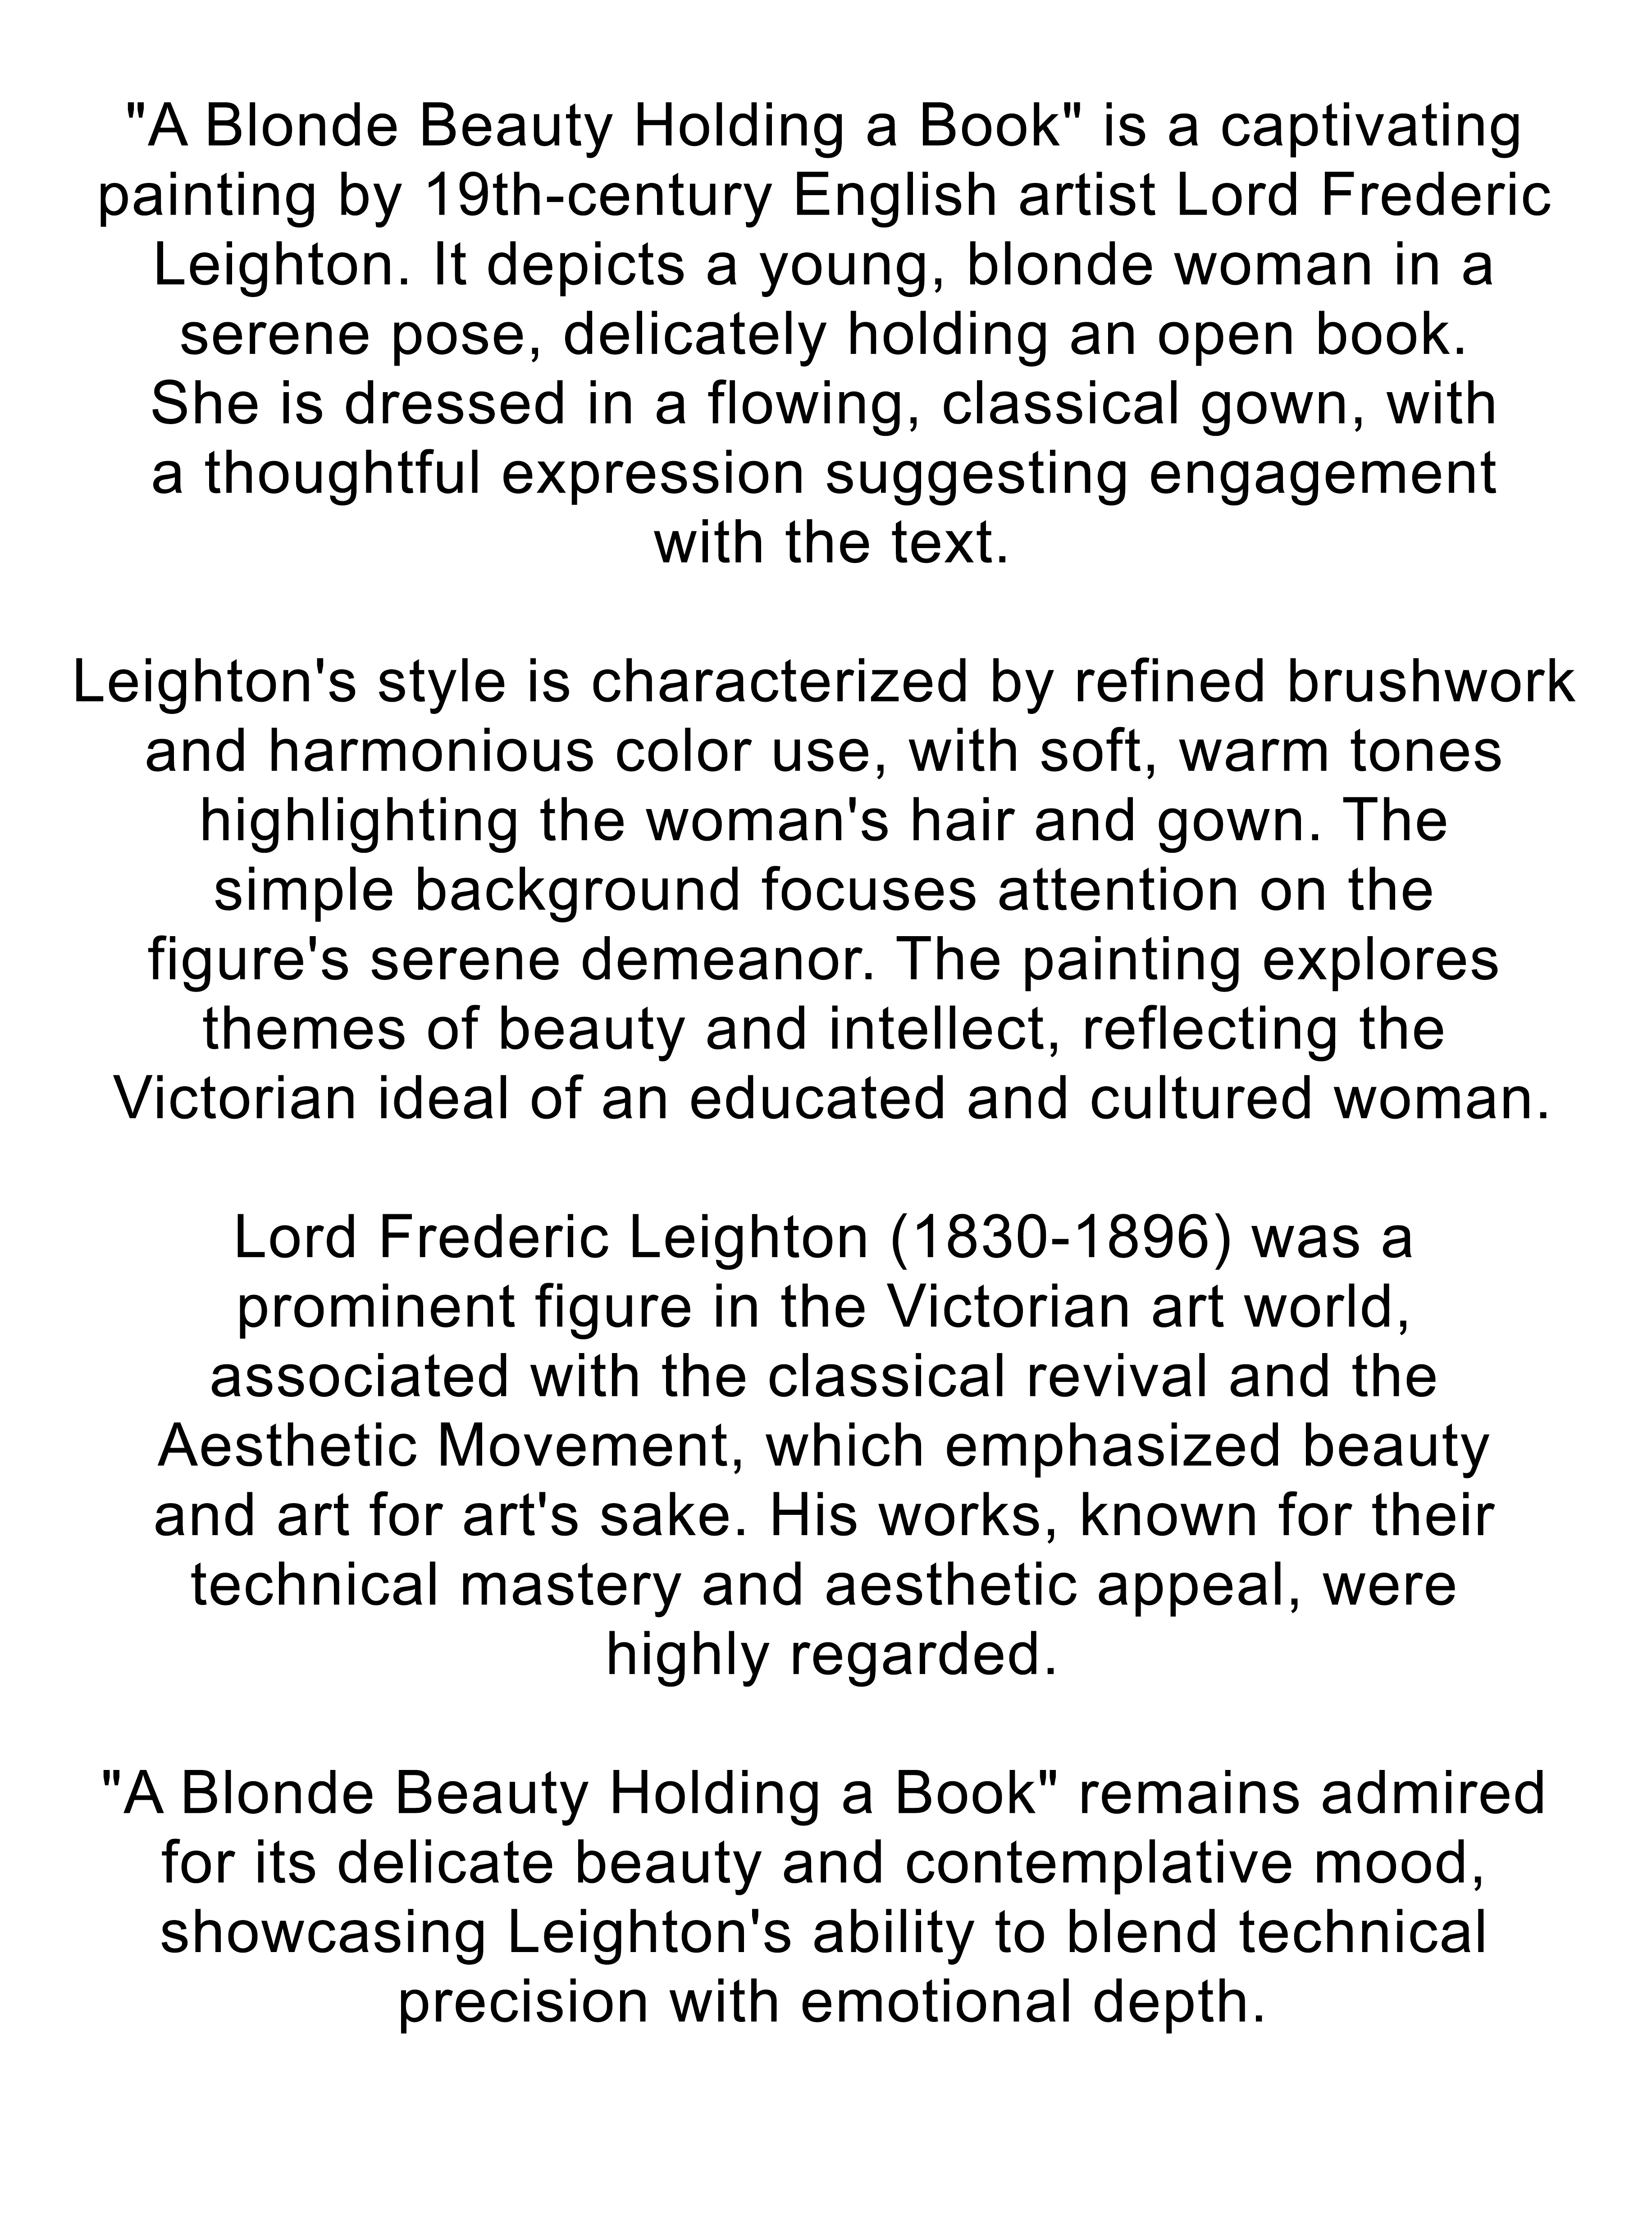 "A Blonde Beauty Holding a Book" is a captivating
painting by 19th-century English artist Lord Frederic
Leighton. It depicts a young, blonde woman in a
serene pose, delicately holding an open book.
She is dressed in a flowing, classical gown, with
a thoughtful expression suggesting engagement
with the text.

Leighton's style is characterized by refined brushwork
and harmonious color use, with soft, warm tones
highlighting the woman's hair and gown. The
simple background focuses attention on the
figure's serene demeanor. The painting explores
themes of beauty and intellect, reflecting the
Victorian ideal of an educated and cultured woman.

Lord Frederic Leighton (1830-1896) was a
prominent figure in the Victorian art world,
associated with the classical revival and the
Aesthetic Movement, which emphasized beauty
and art for art's sake. His works, known for their
technical mastery and aesthetic appeal, were
highly regarded.

"A Blonde Beauty Holding a Book" remains admired
for its delicate beauty and contemplative mood,
showcasing Leighton's ability to blend technical
precision with emotional depth.